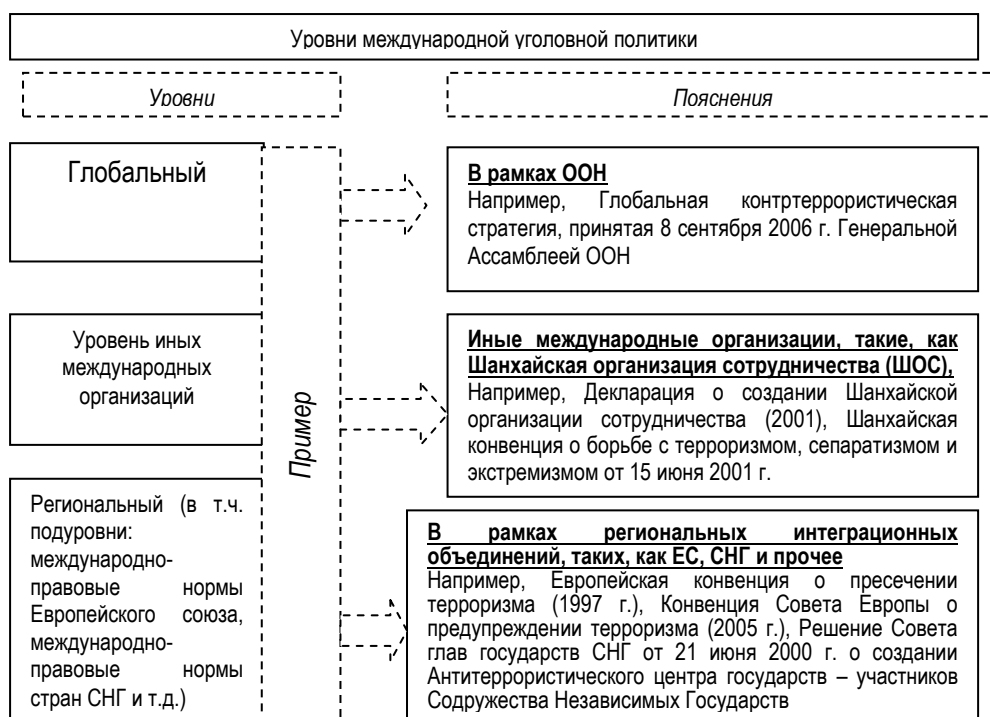 Уровни международной уголовной политики
Уровни
Пояснения
Глобальный
В рамках ООН
Например, Глобальная контртеррористическая
стратегия, принятая 8 сентября 2006 г. Генеральной
Ассамблеей ООН
Уровень иных
международных
организаций
Пример
Иные международные организации, такие, как
Шанхайская организация сотрудничества (ШОС),
Например, Декларация о создании Шанхайской
организации сотрудничества (2001), Шанхайская
конвенция о борьбе с терроризмом, сепаратизмом и
экстремизмом от 15 июня 2001 г.
Региональный (в т.ч.
подуровни:
международно-
правовые нормы
Европейского союза,
международно-
правовые нормы
стран СНГ и т.д.)
В рамках региональных интеграционных
объединений, таких, как ЕС, СНГ и прочее
Например, Европейская конвенция о пресечении
терроризма (1997 г.), Конвенция Совета Европы о
предупреждении терроризма (2005 г.), Решение Совета
глав государств СНГ от 21 июня 2000 г. о создании
Антитеррористического центра государств – участников
Содружества Независимых Государств